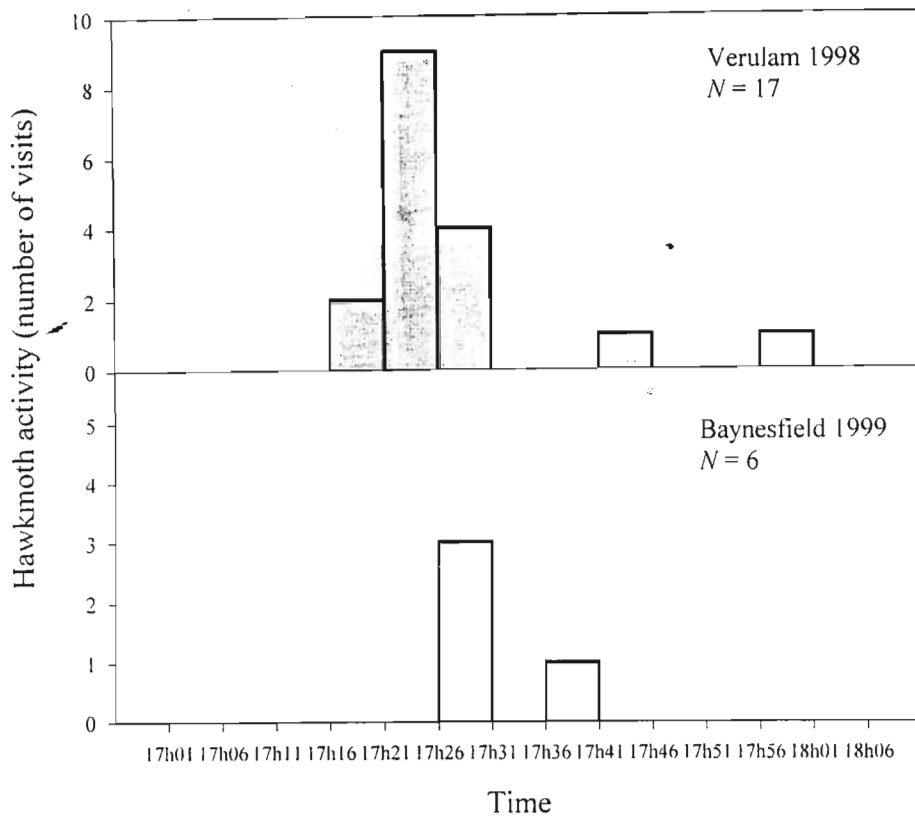 Hawkmoth activity (number of visits)
10
8
6
4
2
0
Verulam 1998
N = 17
5
4
3
2
1
0
Baynesfield 1999
N = 6
17h01 17h06 17h11 17h16 17h21 17h26 17h31 17h36 17h41 17h46 17h51 17h56 18h01 18h06
Time